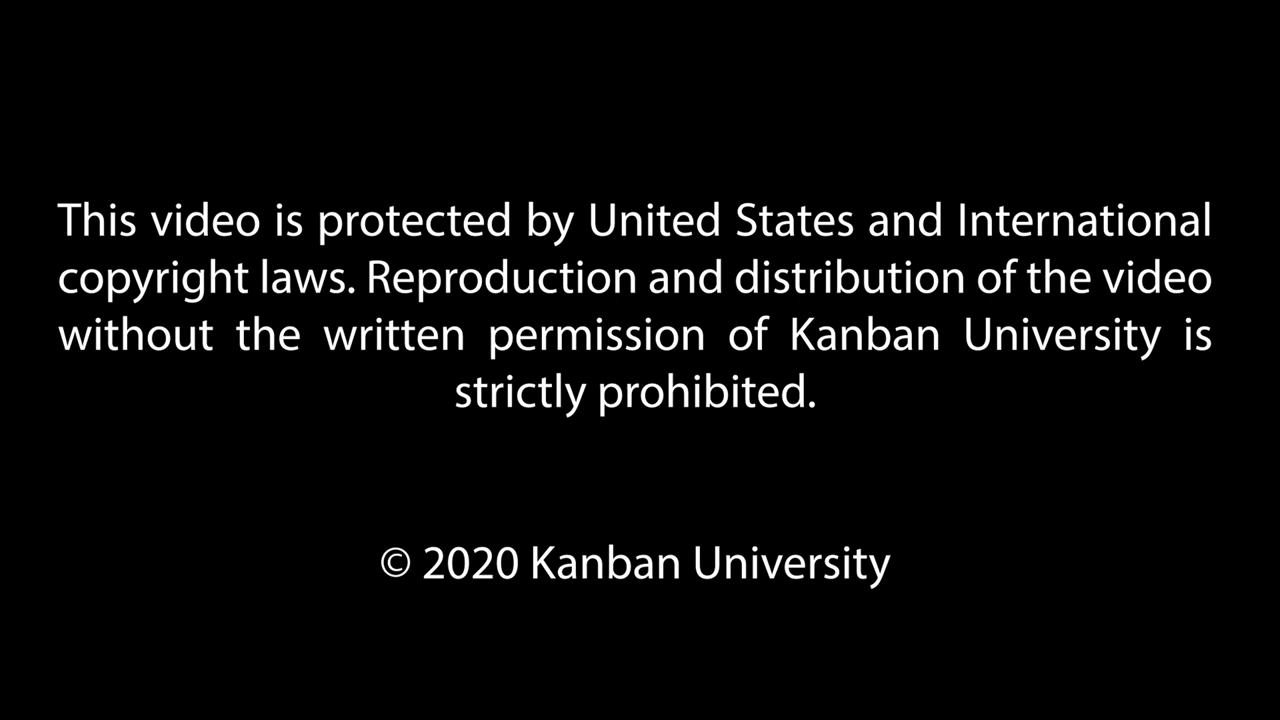 This video is protected by United States and International
copyright laws. Reproduction and distribution of the video
without the written permission of Kanban University is
strictly prohibited.
© 2020 Kanban University